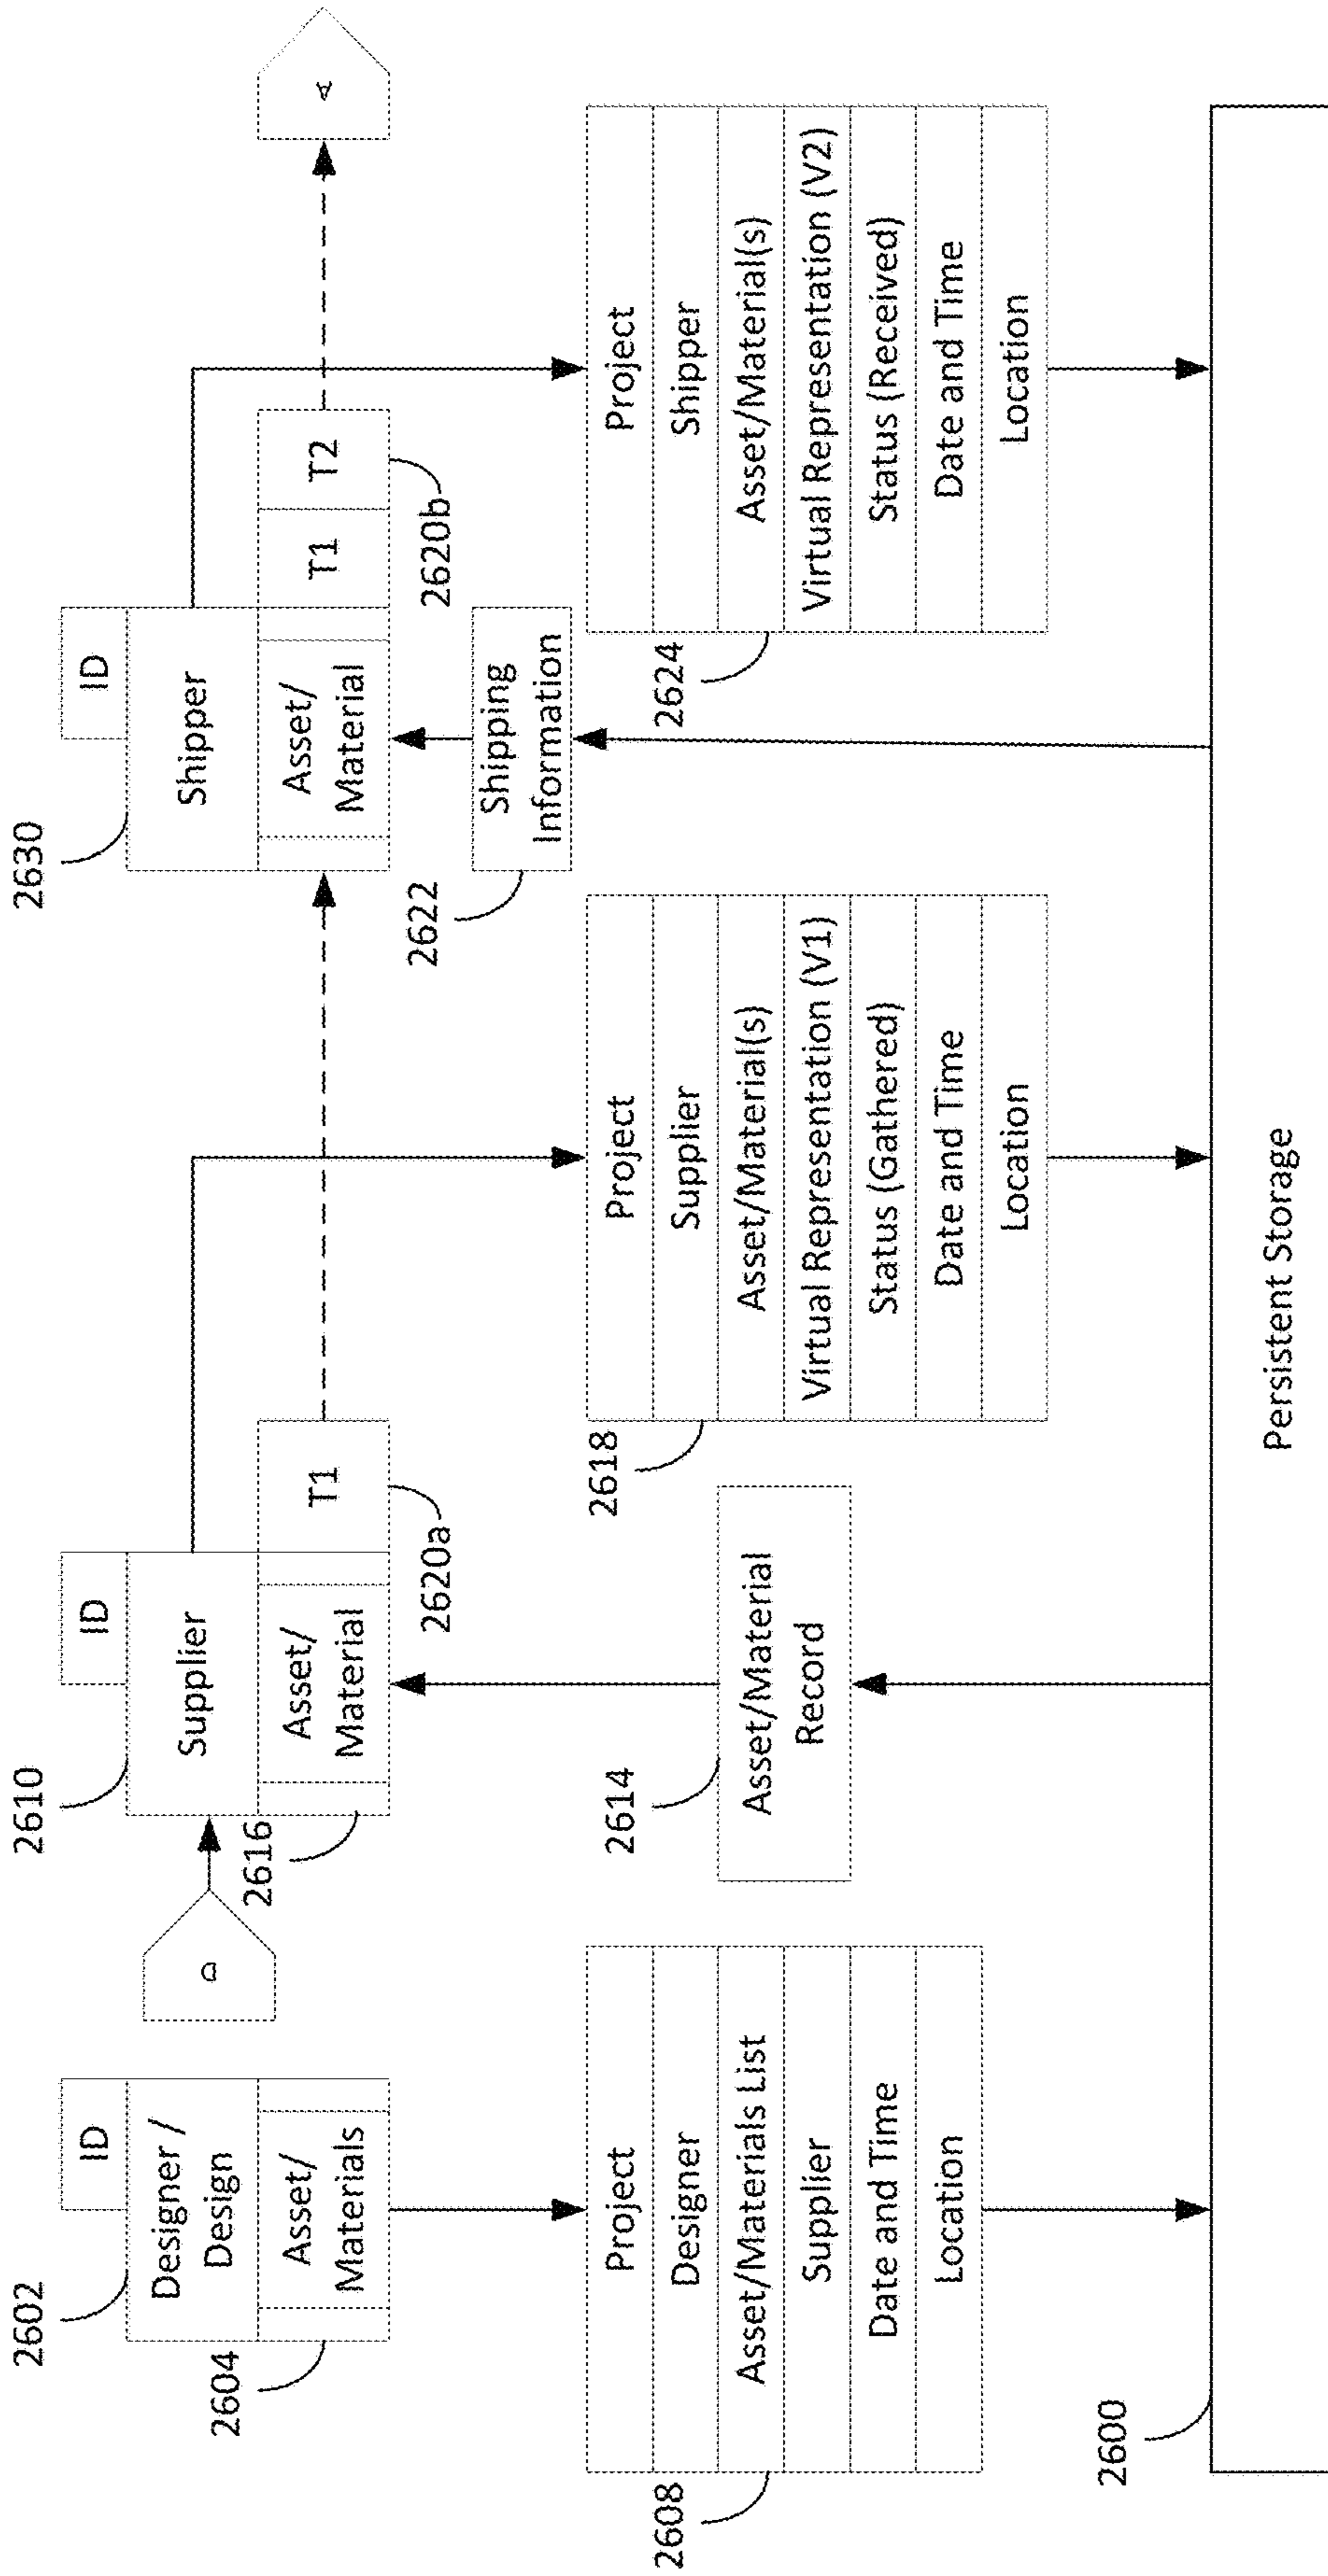 2602
2610
2630
ID
Designer /
Design
Asset/
Materials
2604
D
ID
Supplier
Asset/
Material
T1
2616
2620a
ID
Shipper
Asset/
Material
T1
T2
2620b
A
2622
Shipping
Information
2608
Project
Designer
Asset/Materials List
Supplier
Date and Time
Location
2614
Asset/Material
Record
2618
Project
Supplier
Asset/Material(s)
Virtual Representation (V1)
Status (Gathered)
Date and Time
Location
2624
Project
Shipper
Asset/Material(s)
Virtual Representation (V2)
Status (Received)
Date and Time
Location
2600
Persistent Storage